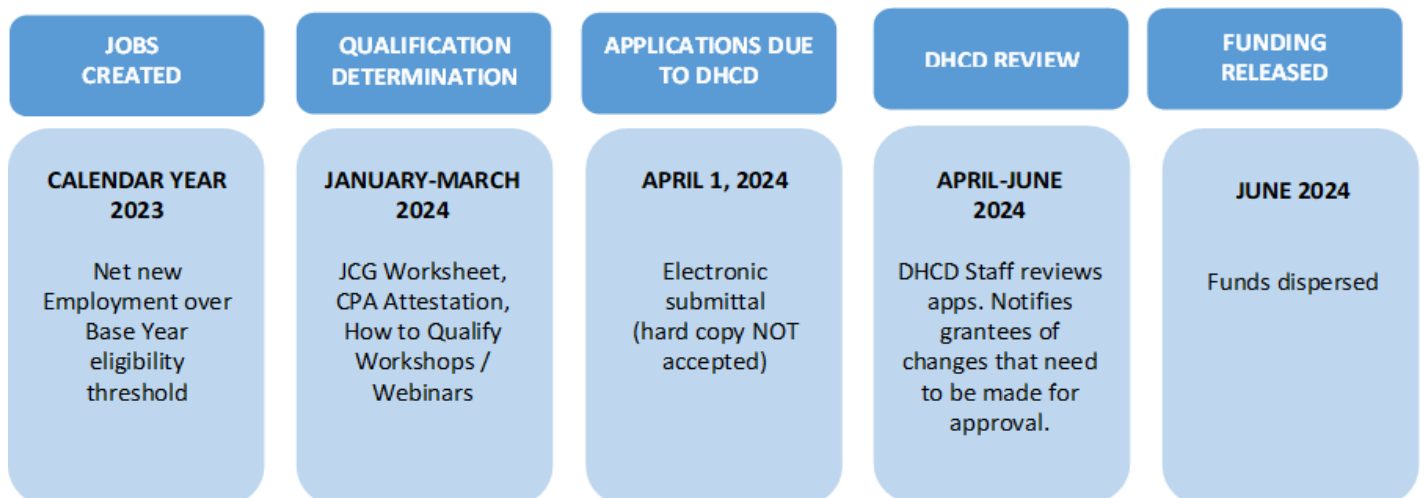 JOBS
CREATED
QUALIFICATION
DETERMINATION
APPLICATIONS DUE
TO DHCD
DHCD REVIEW
FUNDING
RELEASED
CALENDAR YEAR
2023
Net new
Employment over
Base Year
eligibility
threshold
JANUARY-MARCH
2024
JCG Worksheet,
CPA Attestation,
How to Qualify
Workshops /
Webinars
APRIL 1, 2024
Electronic
submittal
(hard copy NOT
accepted)
APRIL-JUNE
2024
DHCD Staff reviews
apps. Notifies
grantees of
changes that need
to be made for
approval.
JUNE 2024
Funds dispersed